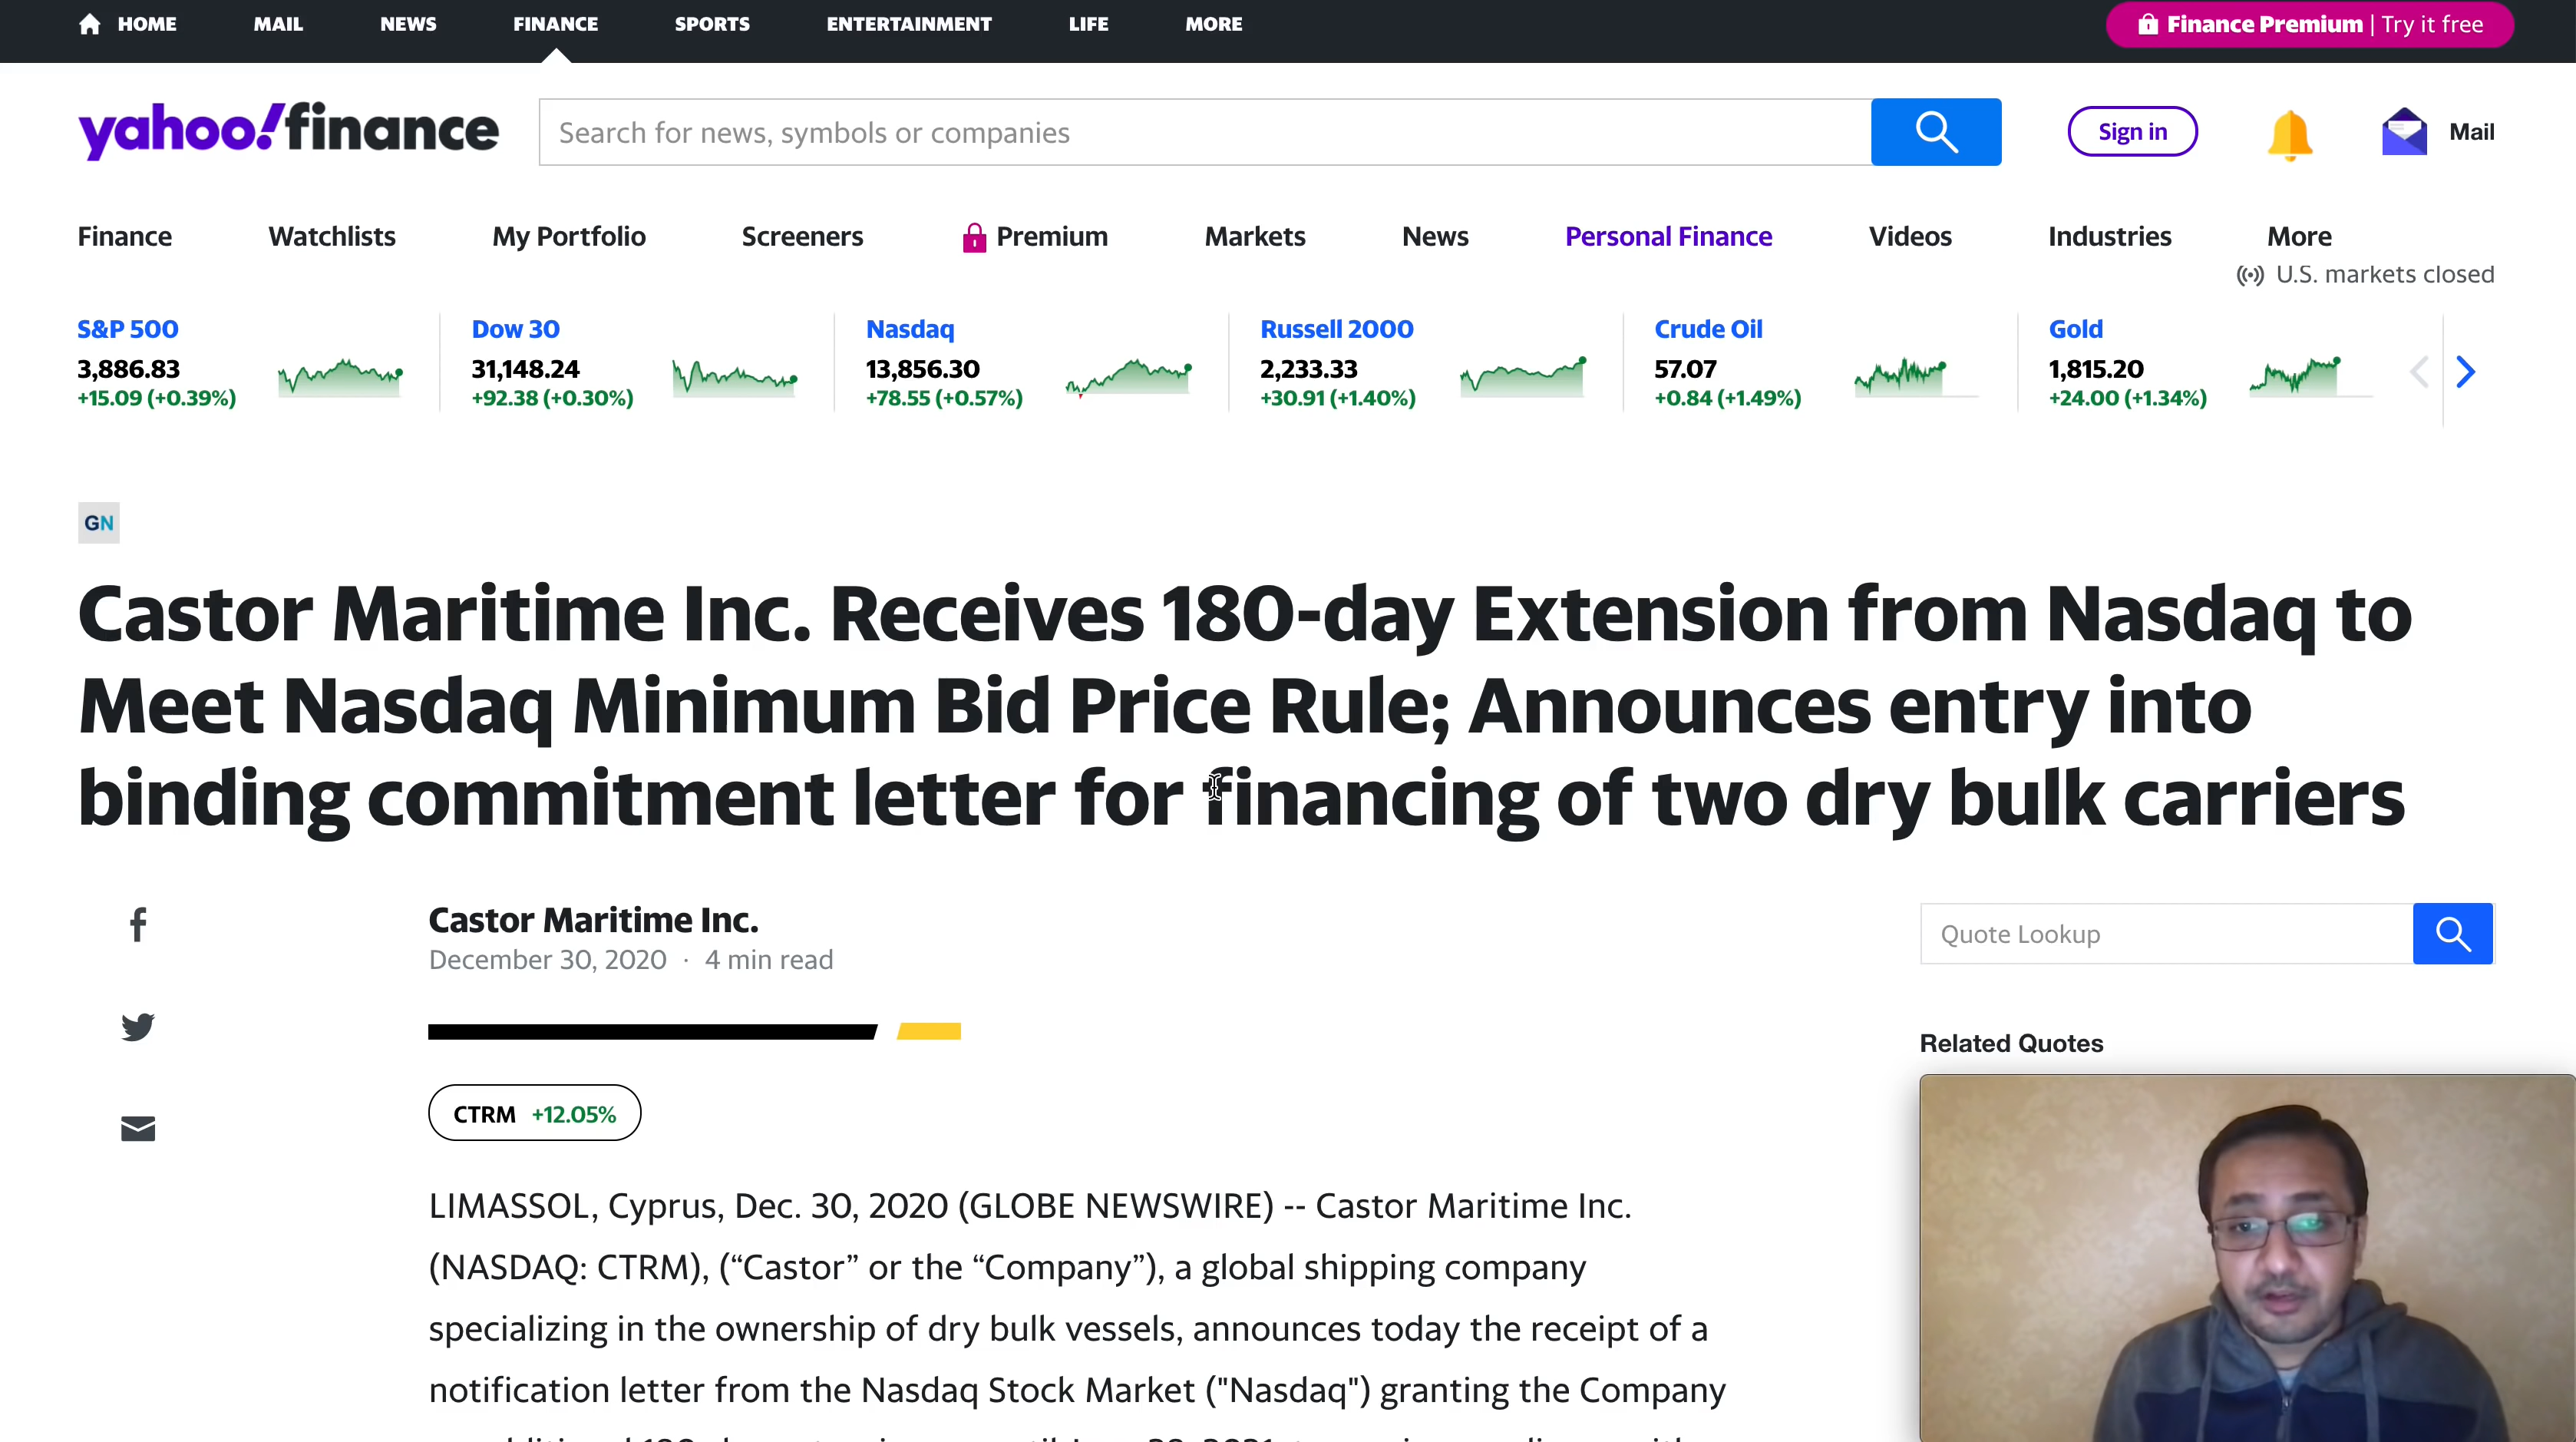 HOME MAIL NEWS FINANCE SPORTS ENTERTAINMENT LIFE MORE
Finance Premium | Try it free
yahoo!finance
Search for news, symbols or companies
Sign in
Mail
Finance Watchlists My Portfolio Screeners Premium Markets News Personal Finance Videos Industries More
U.S. markets closed
S&P 500
3,886.83
+15.09 (+0.39%)
Dow 30
31,148.24
+92.38 (+0.30%)
Nasdaq
13,856.30
+78.55 (+0.57%)
Russell 2000
2,233.33
+30.91 (+1.40%)
Crude Oil
57.07
+0.84 (+1.49%)
Gold
1,815.20
+24.00 (+1.34%)
GN
Castor Maritime Inc. Receives 180-day Extension from Nasdaq to
Meet Nasdaq Minimum Bid Price Rule; Announces entry into
binding commitment letter for financing of two dry bulk carriers
Castor Maritime Inc.
December 30, 2020 · 4 min read
Quote Lookup
Related Quotes
CTRM +12.05%
LIMASSOL, Cyprus, Dec. 30, 2020 (GLOBE NEWSWIRE) -- Castor Maritime Inc.
(NASDAQ: CTRM), (“Castor” or the “Company”), a global shipping company
specializing in the ownership of dry bulk vessels, announces today the receipt of a
notification letter from the Nasdaq Stock Market ("Nasdaq") granting the Company